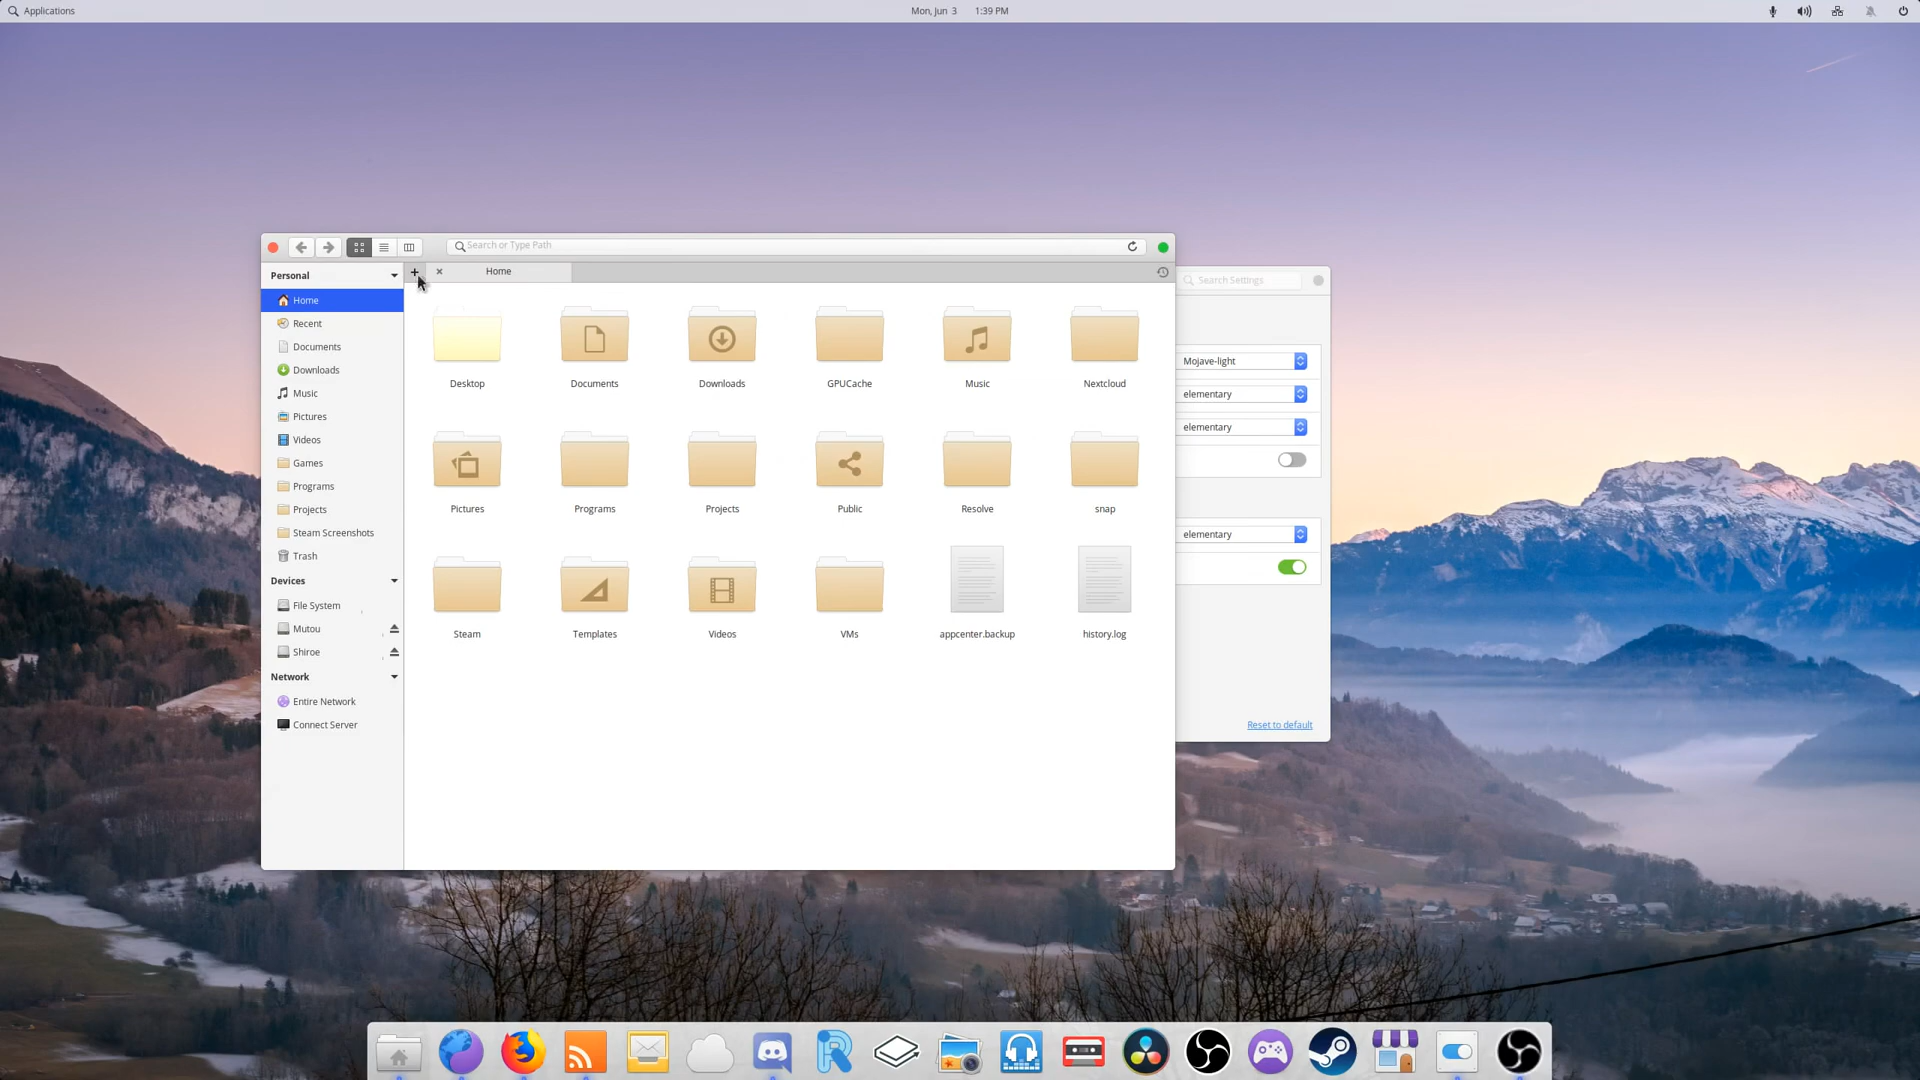 Applications
Mon, Jun 3 1:39 PM
Search or Type Path
Personal
Home
Recent
Documents
Downloads
Music
Pictures
Videos
Games
Programs
Projects
Steam Screenshots
Trash
Devices
File System
Mutou
Shiroe
Network
Entire Network
Connect Server
Home
Desktop
Documents
Downloads
GPUCache
Music
Nextcloud
Pictures
Programs
Projects
Public
Resolve
snap
Steam
Templates
Videos
VMs
appcenter.backup
history.log
Search Settings
Mojave-light
elementary
elementary
elementary
Reset to default